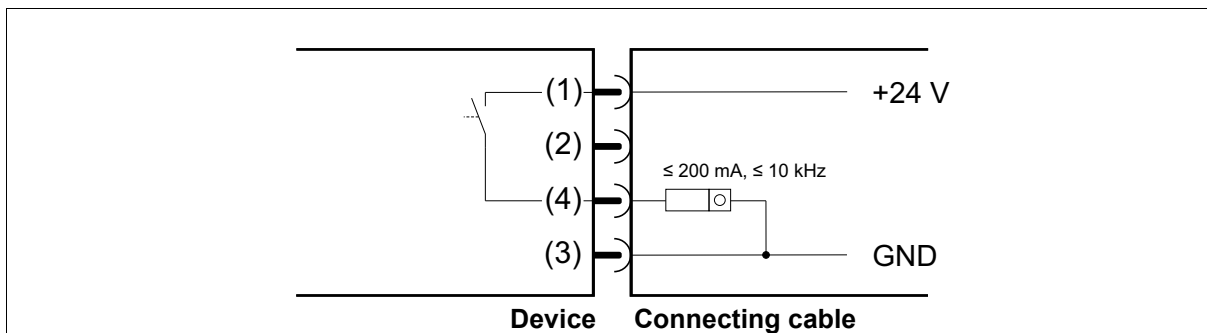 (1) +24 V
(2)
≤ 200 mA, ≤ 10 kHz
(4)
(3) GND
Device Connecting cable